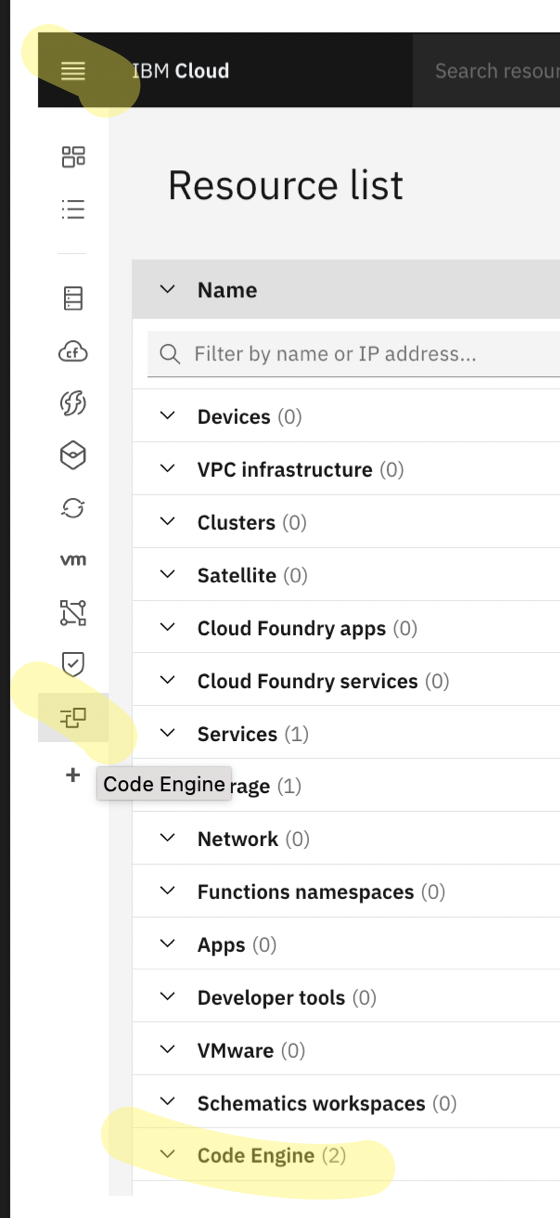 IBM Cloud
Search resour
Resource list
Name
Filter by name or IP address...
Devices (0)
VPC infrastructure (0)
Clusters (0)
Satellite (0)
cf
vm
Cloud Foundry apps (0)
Cloud Foundry services (0)
Services (1)
Code Engine
rage (1)
Network (0)
Functions namespaces (0)
Apps (0)
Developer tools (0)
VMware (0)
Schematics workspaces (0)
Code Engine (2)